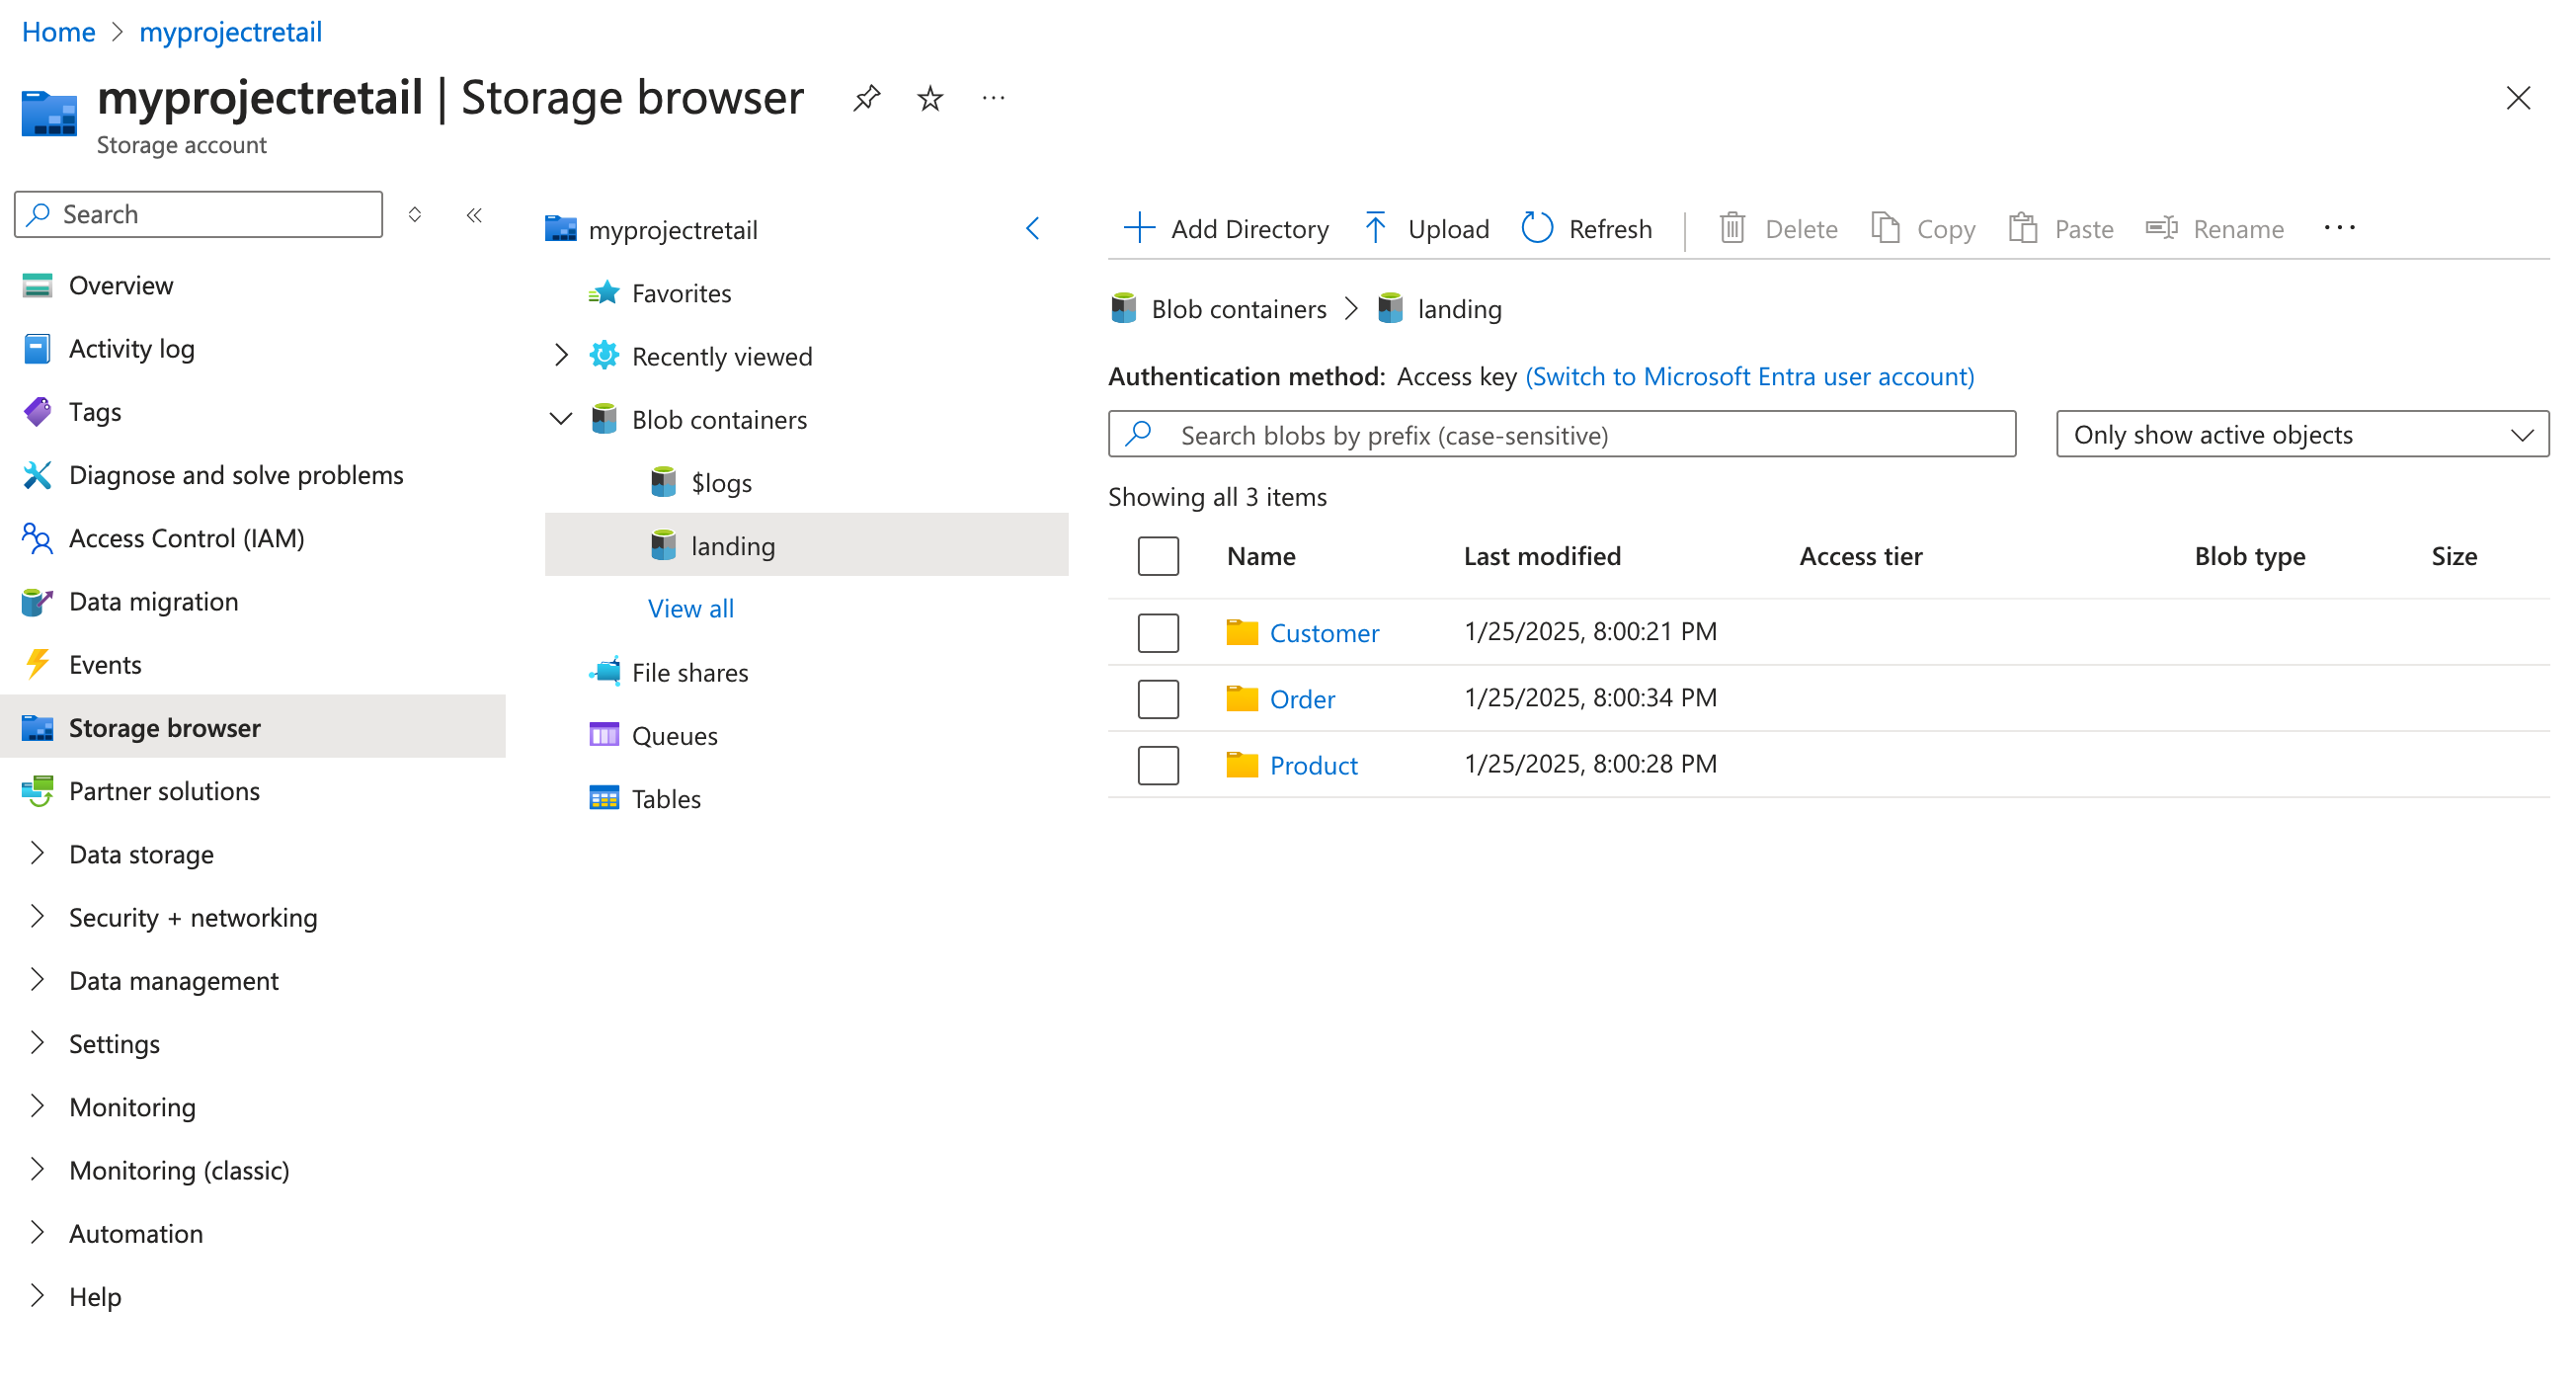 Home > myprojectretail
myprojectretail | Storage browser
Storage account
Search
Overview
Activity log
Tags
Diagnose and solve problems
Access Control (IAM)
Data migration
Events
Storage browser
Partner solutions
Data storage
Security + networking
Data management
Settings
Monitoring
Monitoring (classic)
Automation
Help
myprojectretail
Favorites
Recently viewed
Blob containers
$logs
landing
View all
File shares
Queues
Tables
Add Directory Upload Refresh Delete Copy Paste Rename
Blob containers > landing
Authentication method: Access key (Switch to Microsoft Entra user account)
Search blobs by prefix (case-sensitive) Only show active objects
Showing all 3 items
Name Last modified Access tier Blob type Size
Customer 1/25/2025, 8:00:21 PM
Order 1/25/2025, 8:00:34 PM
Product 1/25/2025, 8:00:28 PM